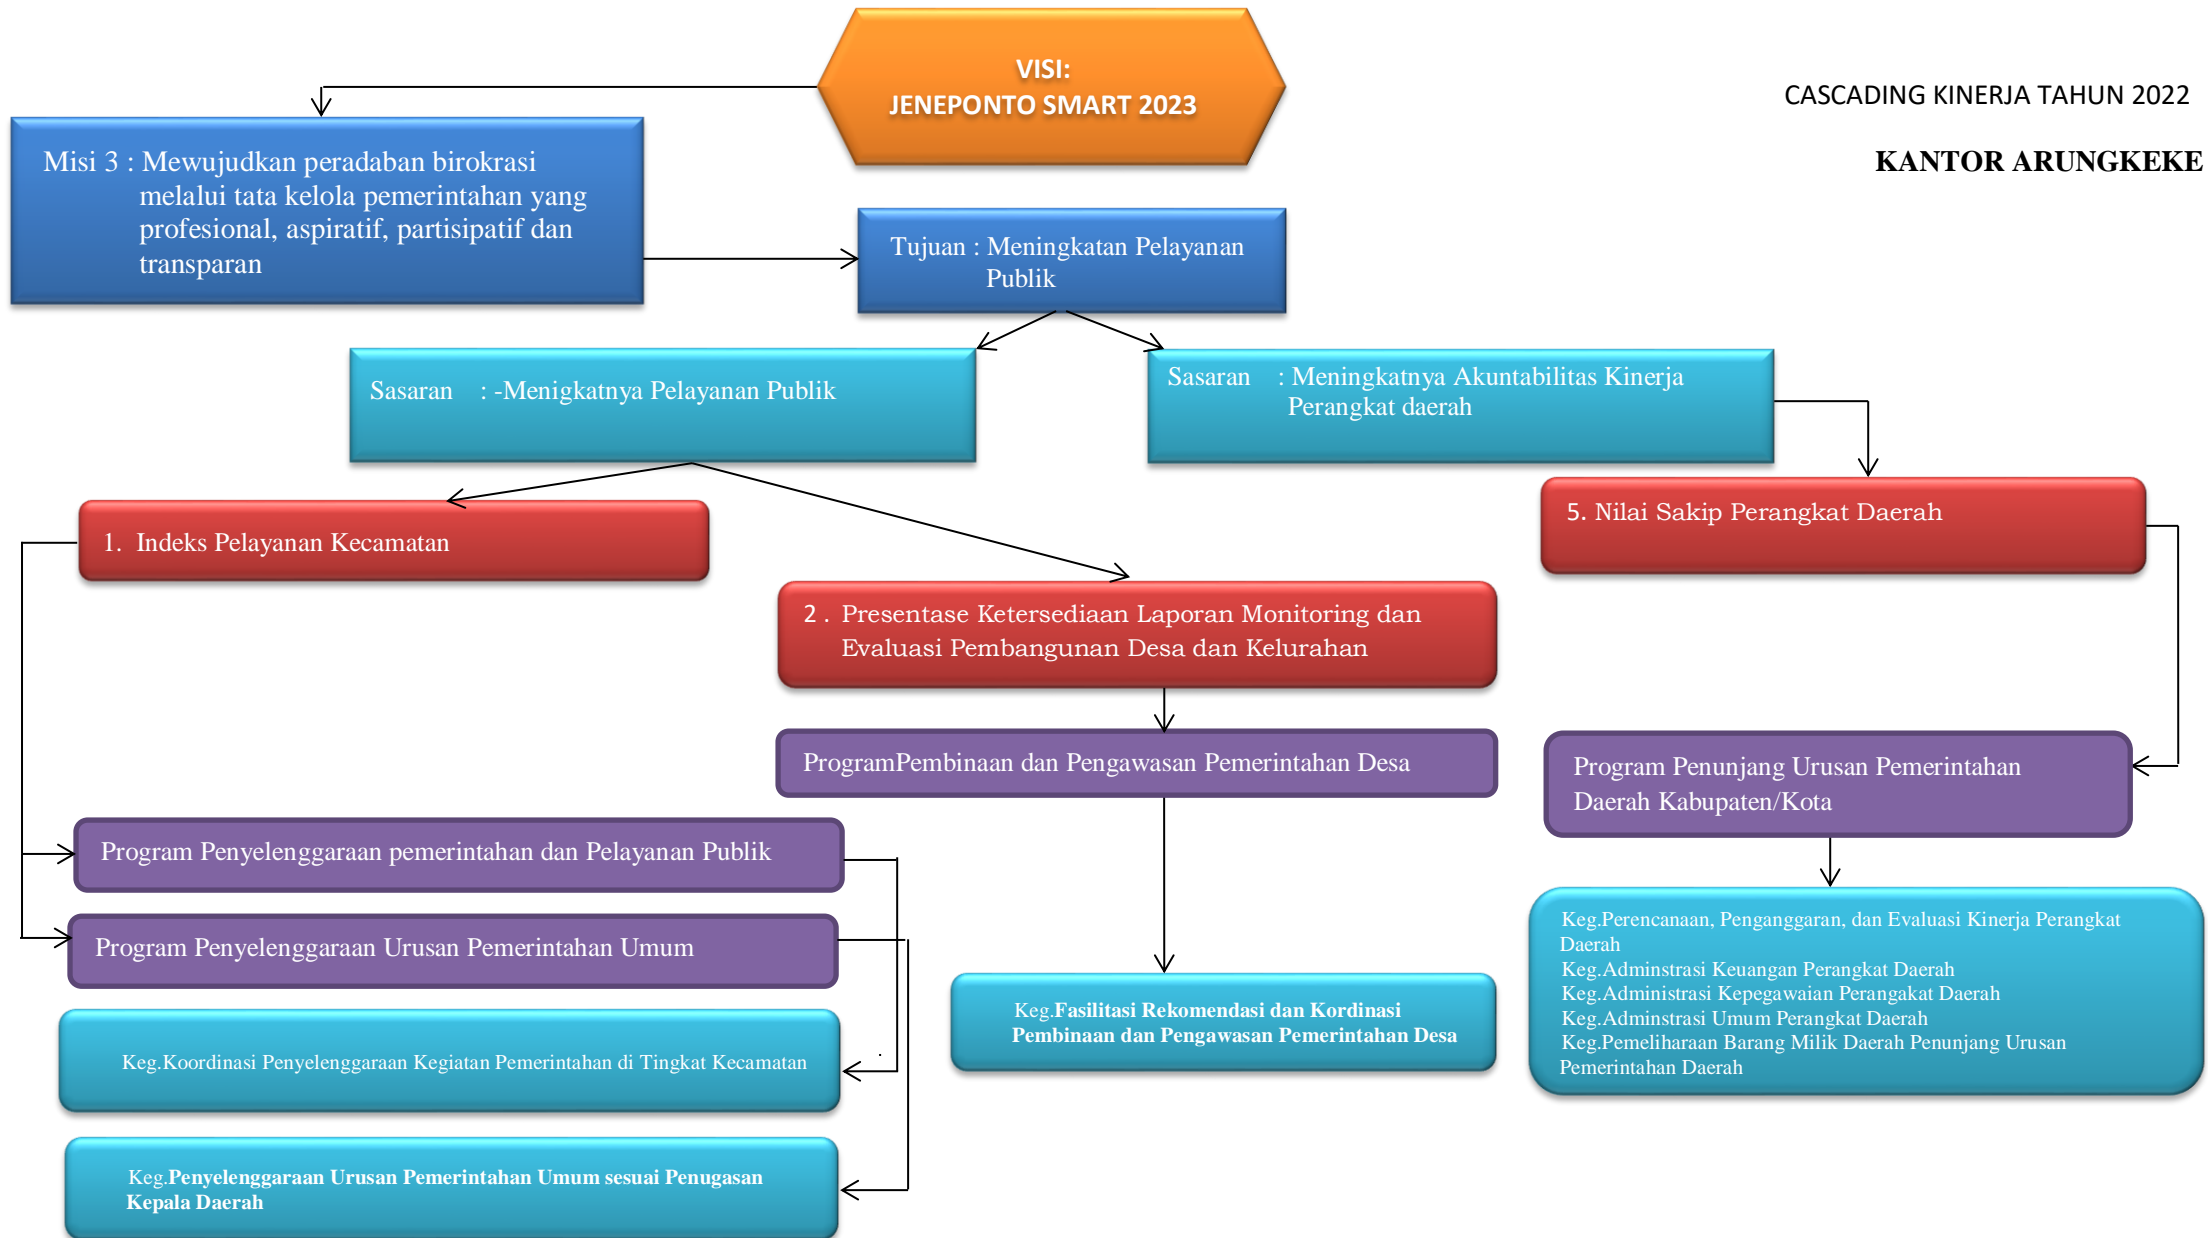 VISI:
JENEPONTO SMART 2023
CASCADING KINERJA TAHUN 2022
KANTOR ARUNGKEKE
Misi 3 : Mewujudkan peradaban birokrasi
melalui tata kelola pemerintahan yang
profesional, aspiratif, partisipatif dan
transparan
Tujuan : Meningkatan Pelayanan
Publik
Sasaran : -Menigkatnya Pelayanan Publik
Sasaran : Meningkatnya Akuntabilitas Kinerja
Perangkat daerah
1. Indeks Pelayanan Kecamatan
5. Nilai Sakip Perangkat Daerah
2 . Presentase Ketersediaan Laporan Monitoring dan
Evaluasi Pembangunan Desa dan Kelurahan
ProgramPembinaan dan Pengawasan Pemerintahan Desa
Program Penunjang Urusan Pemerintahan
Daerah Kabupaten/Kota
Program Penyelenggaraan pemerintahan dan Pelayanan Publik
Program Penyelenggaraan Urusan Pemerintahan Umum
Keg.Perencanaan, Penganggaran, dan Evaluasi Kinerja Perangkat
Daerah
Keg.Adminstrasi Keuangan Perangkat Daerah
Keg.Administrasi Kepegawaian Perangakat Daerah
Keg.Adminstrasi Umum Perangkat Daerah
Keg.Pemeliharaan Barang Milik Daerah Penunjang Urusan
Pemerintahan Daerah
Keg.Fasilitasi Rekomendasi dan Kordinasi
Pembinaan dan Pengawasan Pemerintahan Desa
Keg.Koordinasi Penyelenggaraan Kegiatan Pemerintahan di Tingkat Kecamatan
.
Keg.Penyelenggaraan Urusan Pemerintahan Umum sesuai Penugasan
Kepala Daerah